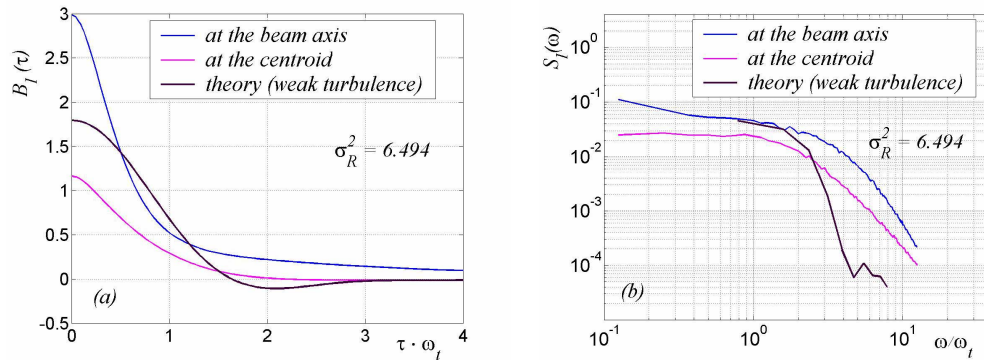 at the beam axis
at the centroid
theory (weak turbulence)
B_I(τ)
3
2.5
2
1.5
1
0.5
0
-0.5
σ_R^2 = 6.494
(a)
0 1 2 3 4
τ · ω_t
at the beam axis
at the centroid
theory (weak turbulence)
S_I(ω)
10^0
10^-1
10^-2
10^-3
10^-4
σ_R^2 = 6.494
(b)
10^-1 10^0 10^1
ω/ω_t